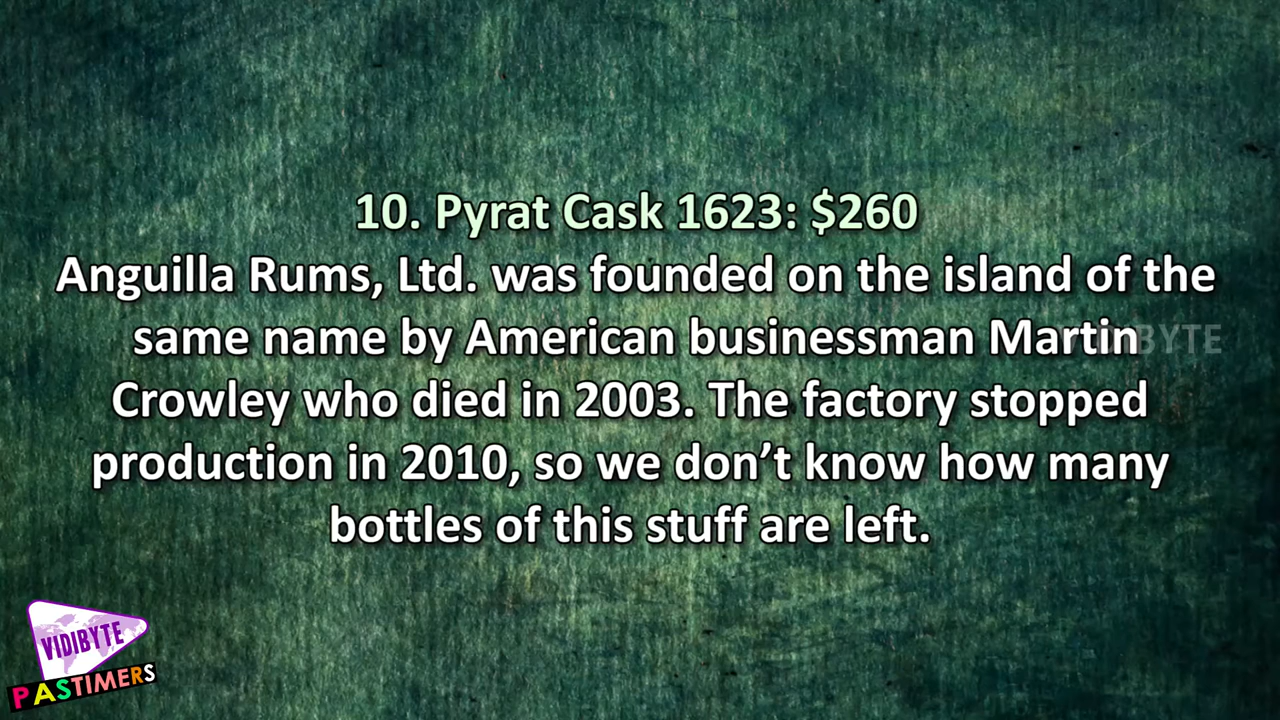 10. Pyrat Cask 1623: $260
Anguilla Rums, Ltd. was founded on the island of the
same name by American businessman Martin
VIDIBYTE
Crowley who died in 2003. The factory stopped
production in 2010, so we don’t know how many
bottles of this stuff are left.
VIDIBYTE
PASTIMERS